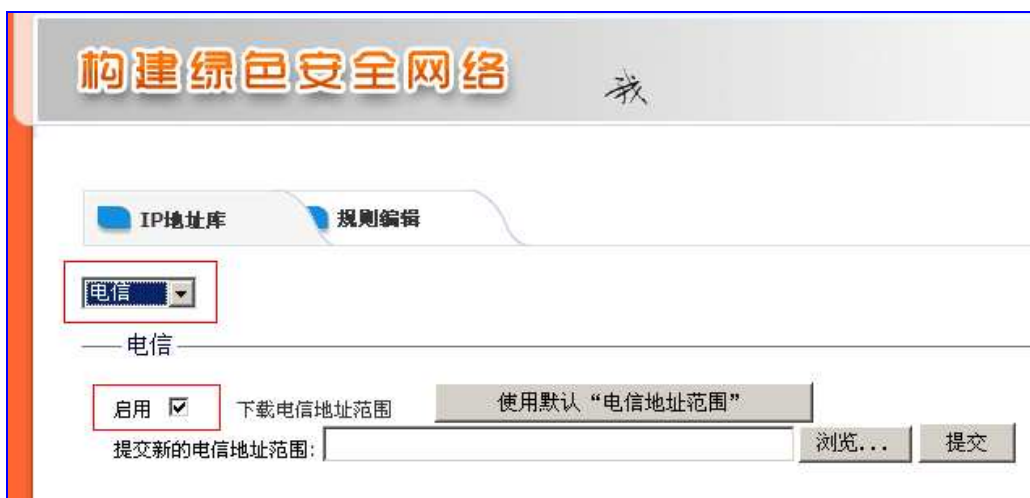 构建绿色安全网络
我
IP地址库 规则编辑
电信
电信
启用 下载电信地址范围 使用默认“电信地址范围”
提交新的电信地址范围: 浏览... 提交